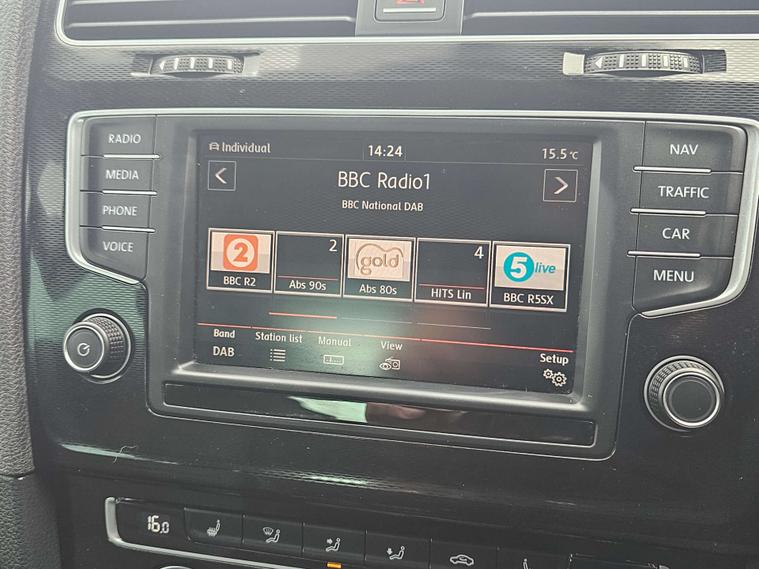 RADIO
MEDIA
PHONE
VOICE
NAV
TRAFFIC
CAR
MENU
Individual 14:24 15.5°C
BBC Radio1
BBC National DAB
2 2 gold 4 5 live
BBC R2 Abs 90s Abs 80s HITS Lin BBC R5SX
Band Station list Manual View Setup
DAB
16.0